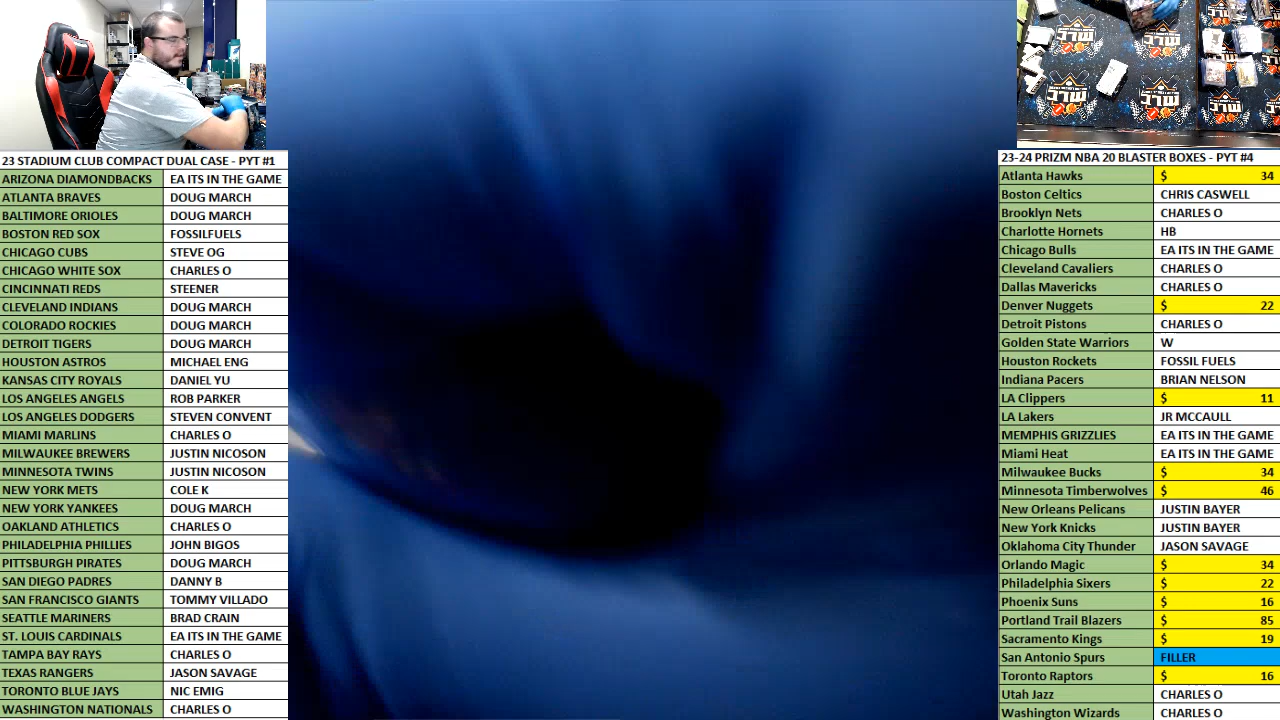 23 STADIUM CLUB COMPACT DUAL CASE - PYT #1
ARIZONA DIAMONDBACKS EA ITS IN THE GAME
ATLANTA BRAVES DOUG MARCH
BALTIMORE ORIOLES DOUG MARCH
BOSTON RED SOX FOSSILFUELS
CHICAGO CUBS STEVE OG
CHICAGO WHITE SOX CHARLES O
CINCINNATI REDS STEENER
CLEVELAND INDIANS DOUG MARCH
COLORADO ROCKIES DOUG MARCH
DETROIT TIGERS DOUG MARCH
HOUSTON ASTROS MICHAEL ENG
KANSAS CITY ROYALS DANIEL YU
LOS ANGELES ANGELS ROB PARKER
LOS ANGELES DODGERS STEVEN CONVENT
MIAMI MARLINS CHARLES O
MILWAUKEE BREWERS JUSTIN NICOSON
MINNESOTA TWINS JUSTIN NICOSON
NEW YORK METS COLE K
NEW YORK YANKEES DOUG MARCH
OAKLAND ATHLETICS CHARLES O
PHILADELPHIA PHILLIES JOHN BIGOS
PITTSBURGH PIRATES DOUG MARCH
SAN DIEGO PADRES DANNY B
SAN FRANCISCO GIANTS TOMMY VILLADO
SEATTLE MARINERS BRAD CRAIN
ST. LOUIS CARDINALS EA ITS IN THE GAME
TAMPA BAY RAYS CHARLES O
TEXAS RANGERS JASON SAVAGE
TORONTO BLUE JAYS NIC EMIG
WASHINGTON NATIONALS CHARLES O
23-24 PRIZM NBA 20 BLASTER BOXES - PYT #4
Atlanta Hawks $ 34
Boston Celtics CHRIS CASWELL
Brooklyn Nets CHARLES O
Charlotte Hornets HB
Chicago Bulls EA ITS IN THE GAME
Cleveland Cavaliers CHARLES O
Dallas Mavericks CHARLES O
Denver Nuggets $ 22
Detroit Pistons CHARLES O
Golden State Warriors W
Houston Rockets FOSSIL FUELS
Indiana Pacers BRIAN NELSON
LA Clippers $ 11
LA Lakers JR MCCAULL
MEMPHIS GRIZZLIES EA ITS IN THE GAME
Miami Heat EA ITS IN THE GAME
Milwaukee Bucks $ 34
Minnesota Timberwolves $ 46
New Orleans Pelicans JUSTIN BAYER
New York Knicks JUSTIN BAYER
Oklahoma City Thunder JASON SAVAGE
Orlando Magic $ 34
Philadelphia Sixers $ 22
Phoenix Suns $ 16
Portland Trail Blazers $ 85
Sacramento Kings $ 19
San Antonio Spurs FILLER
Toronto Raptors $ 16
Utah Jazz CHARLES O
Washington Wizards CHARLES O